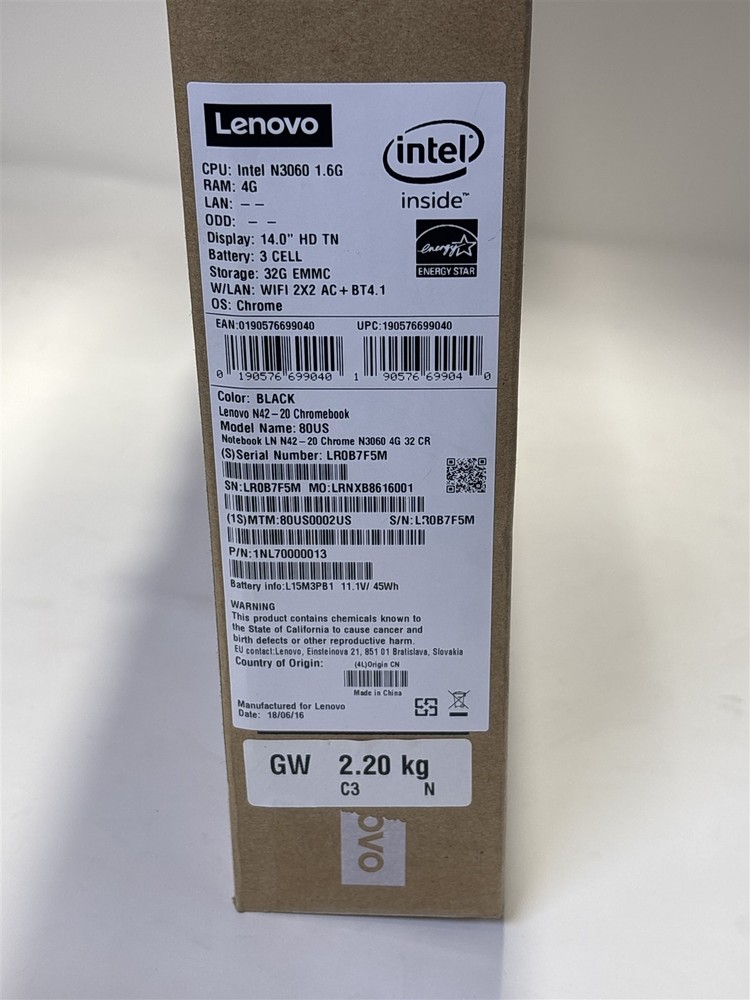 Lenovo
intel
inside™
CPU: Intel N3060 1.6G
RAM: 4G
LAN: – –
ODD: – –
Display: 14.0" HD TN
Battery: 3 CELL
Storage: 32G EMMC
W/LAN: WIFI 2X2 AC+BT4.1
OS: Chrome
energy
ENERGY STAR
EAN:0190576699040 UPC:190576699040
0 190576 699040 1 90576 69904 0
Color: BLACK
Lenovo N42-20 Chromebook
Model Name: 80US
Notebook LN N42-20 Chrome N3060 4G 32 CR
(S)Serial Number: LR0B7F5M
SN:LR0B7F5M MO:LRNXB8616001
(1S)MTM:80US0002US S/N:LR0B7F5M
P/N:1NL70000013
Battery info:L15M3PB1 11.1V/ 45Wh
WARNING
This product contains chemicals known to
the State of California to cause cancer and
birth defects or other reproductive harm.
EU contact:Lenovo, Einsteinova 21, 851 01 Bratislava, Slovakia
Country of Origin: (4L)Origin CN
Made in China
Manufactured for Lenovo
Date: 18/06/16
GW 2.20 kg
C3 N
OVO